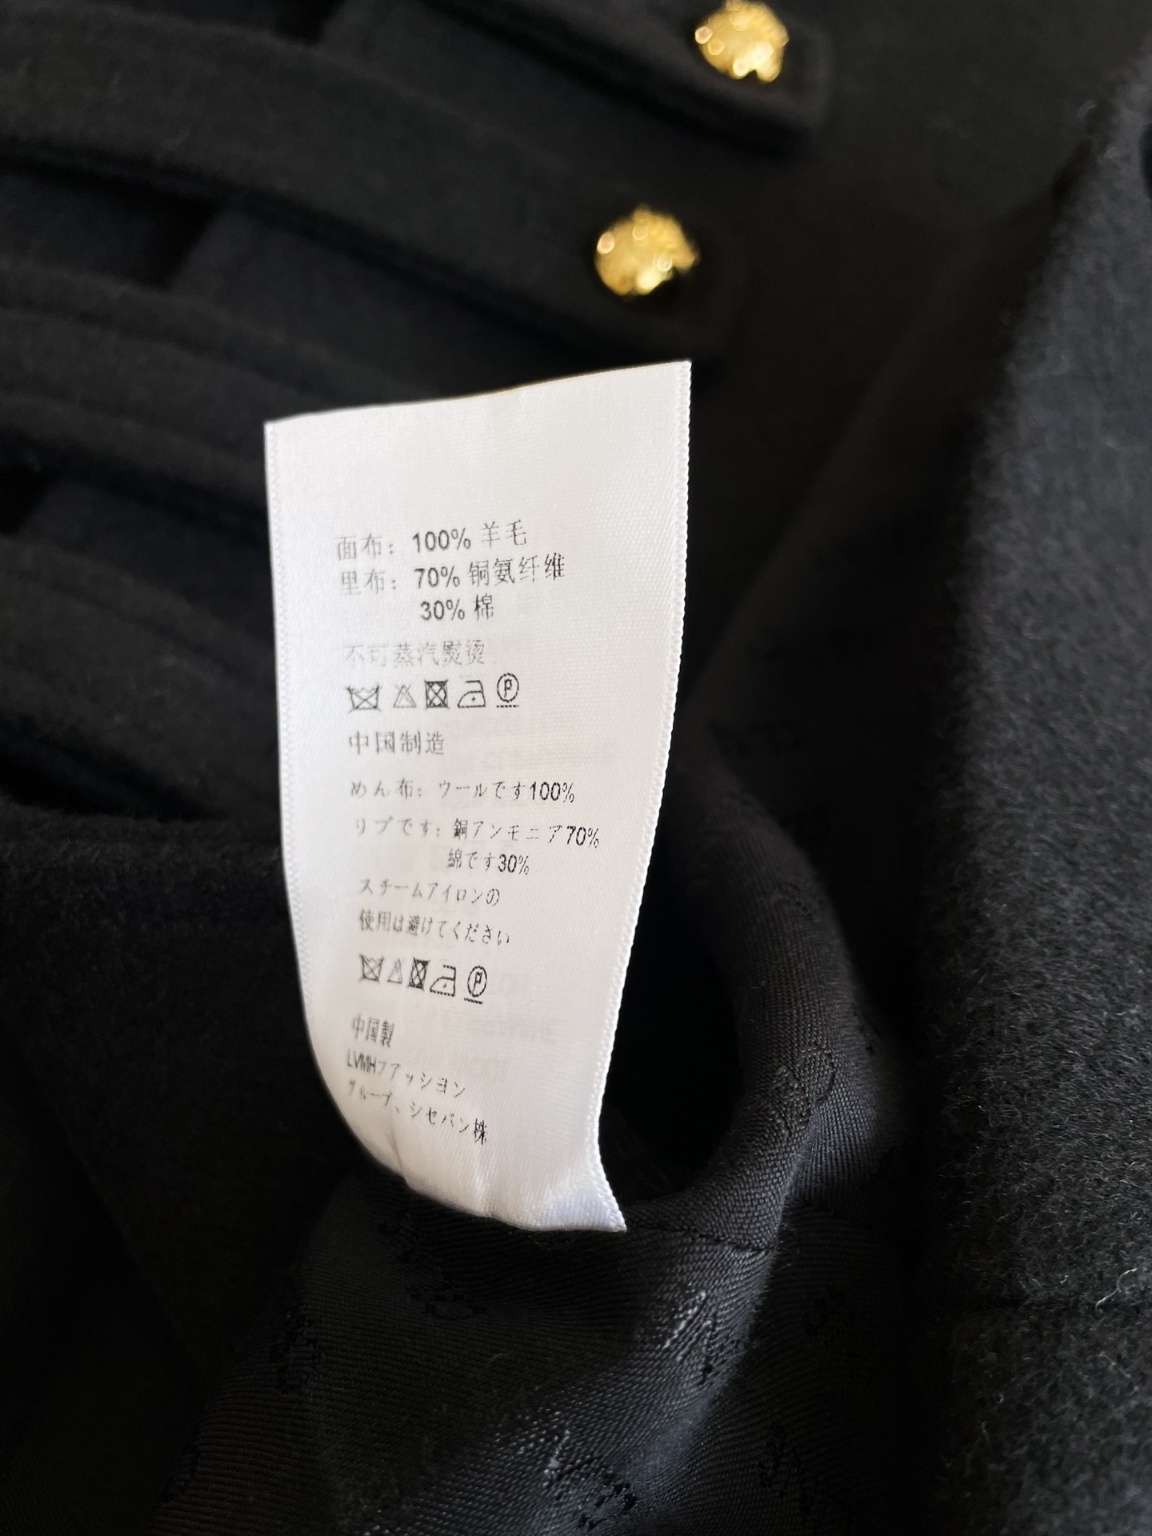 面布： 100% 羊毛
里布： 70% 铜氨纤维
30% 棉
不可蒸汽熨烫
P
中国制造
めん布： ウールです100%
リブです： 銅アンモニア70%
綿です30%
スチームアイロンの
使用は避けてください
P
中国製
LVMHファッション
グループ、シセバン株